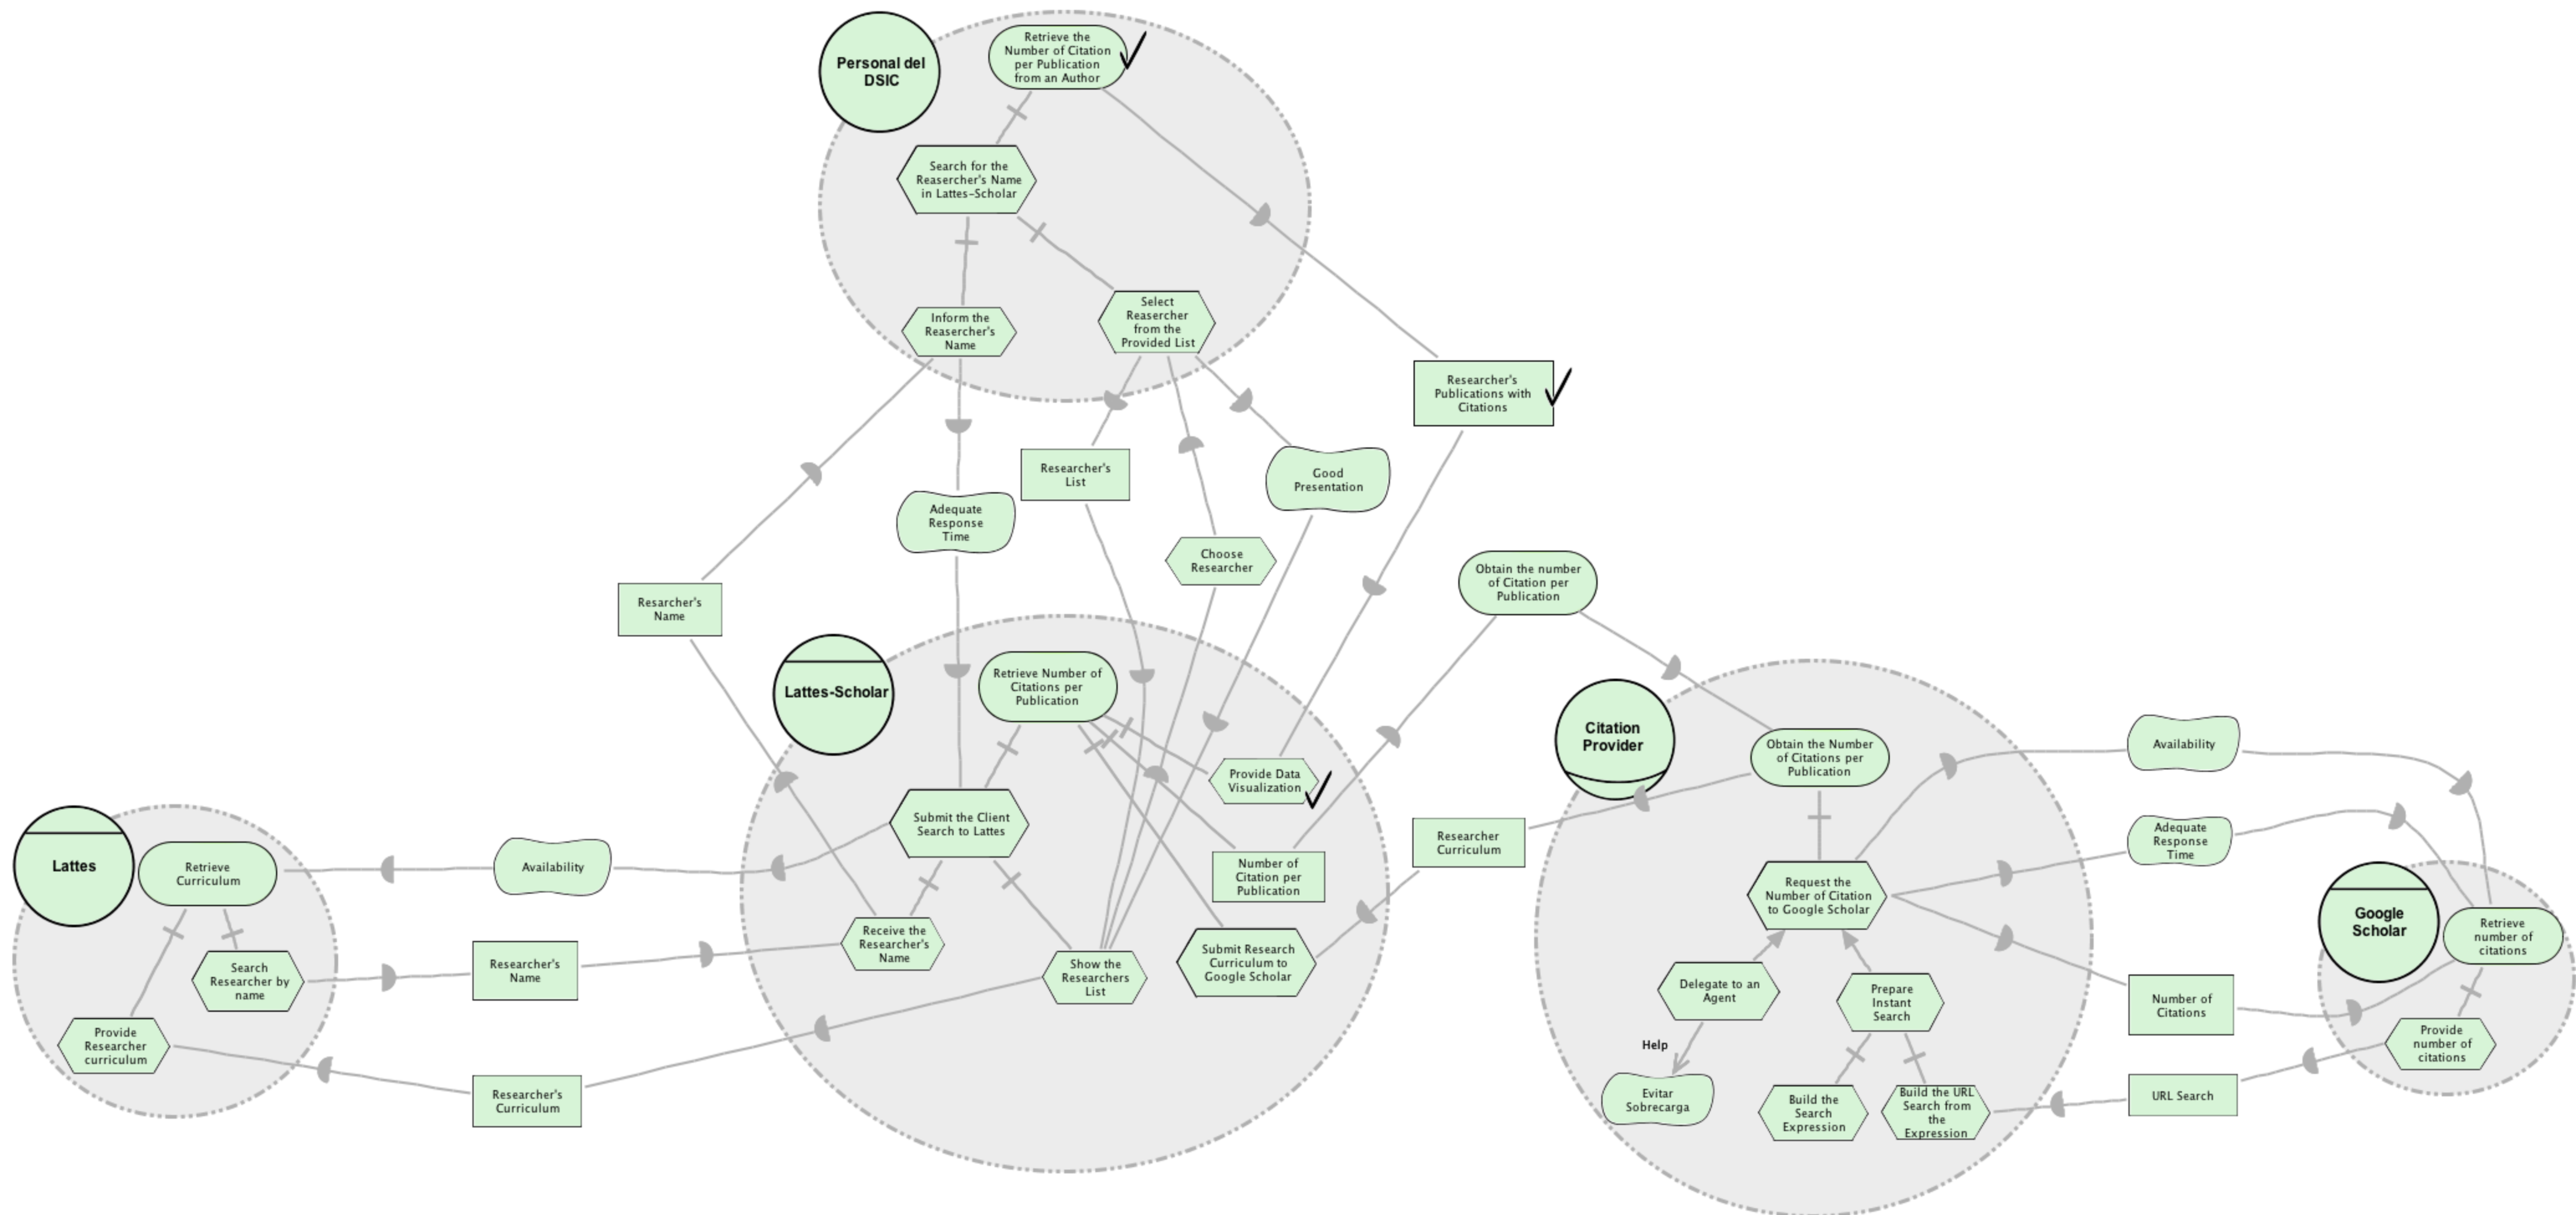 Personal del
DSIC
Retrieve the
Number of Citation
per Publication
from an Author
Search for the
Reasercher's Name
in Lattes-Scholar
Inform the
Reasercher's
Name
Select
Reasercher
from the
Provided List
Researcher's
Publications with
Citations
Researcher's
List
Good
Presentation
Adequate
Response
Time
Choose
Researcher
Resarcher's
Name
Obtain the number
of Citation per
Publication
Lattes-Scholar
Retrieve Number of
Citations per
Publication
Provide Data
Visualization
Submit the Client
Search to Lattes
Number of
Citation per
Publication
Receive the
Researcher's
Name
Show the
Researchers
List
Submit Research
Curriculum to
Google Scholar
Lattes
Retrieve
Curriculum
Search
Researcher by
name
Provide
Researcher
curriculum
Availability
Researcher's
Name
Researcher's
Curriculum
Researcher
Curriculum
Citation
Provider
Obtain the Number
of Citations per
Publication
Request the
Number of Citation
to Google Scholar
Delegate to an
Agent
Prepare
Instant
Search
Help
Evitar
Sobrecarga
Build the
Search
Expression
Build the URL
Search from
the
Expression
Availability
Adequate
Response
Time
Number of
Citations
URL Search
Google
Scholar
Retrieve
number of
citations
Provide
number of
citations